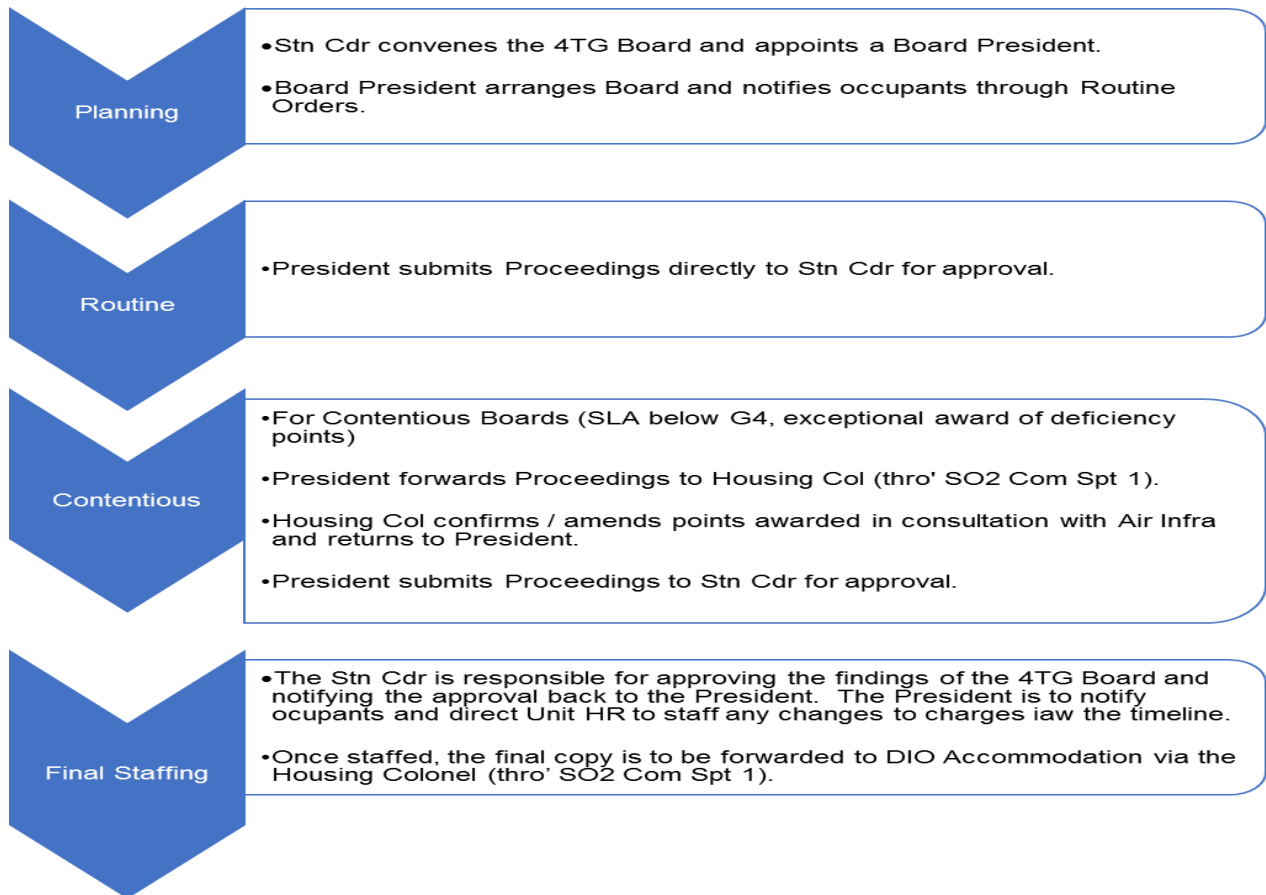 Planning
•Stn Cdr convenes the 4TG Board and appoints a Board President.
•Board President arranges Board and notifies occupants through Routine
Orders.
Routine
•President submits Proceedings directly to Stn Cdr for approval.
Contentious
•For Contentious Boards (SLA below G4, exceptional award of deficiency
points)
•President forwards Proceedings to Housing Col (thro' SO2 Com Spt 1).
•Housing Col confirms / amends points awarded in consultation with Air Infra
and returns to President.
•President submits Proceedings to Stn Cdr for approval.
Final Staffing
•The Stn Cdr is responsible for approving the findings of the 4TG Board and
notifying the approval back to the President.  The President is to notify
ocupants and direct Unit HR to staff any changes to charges iaw the timeline.
•Once staffed, the final copy is to be forwarded to DIO Accommodation via the
Housing Colonel (thro’ SO2 Com Spt 1).